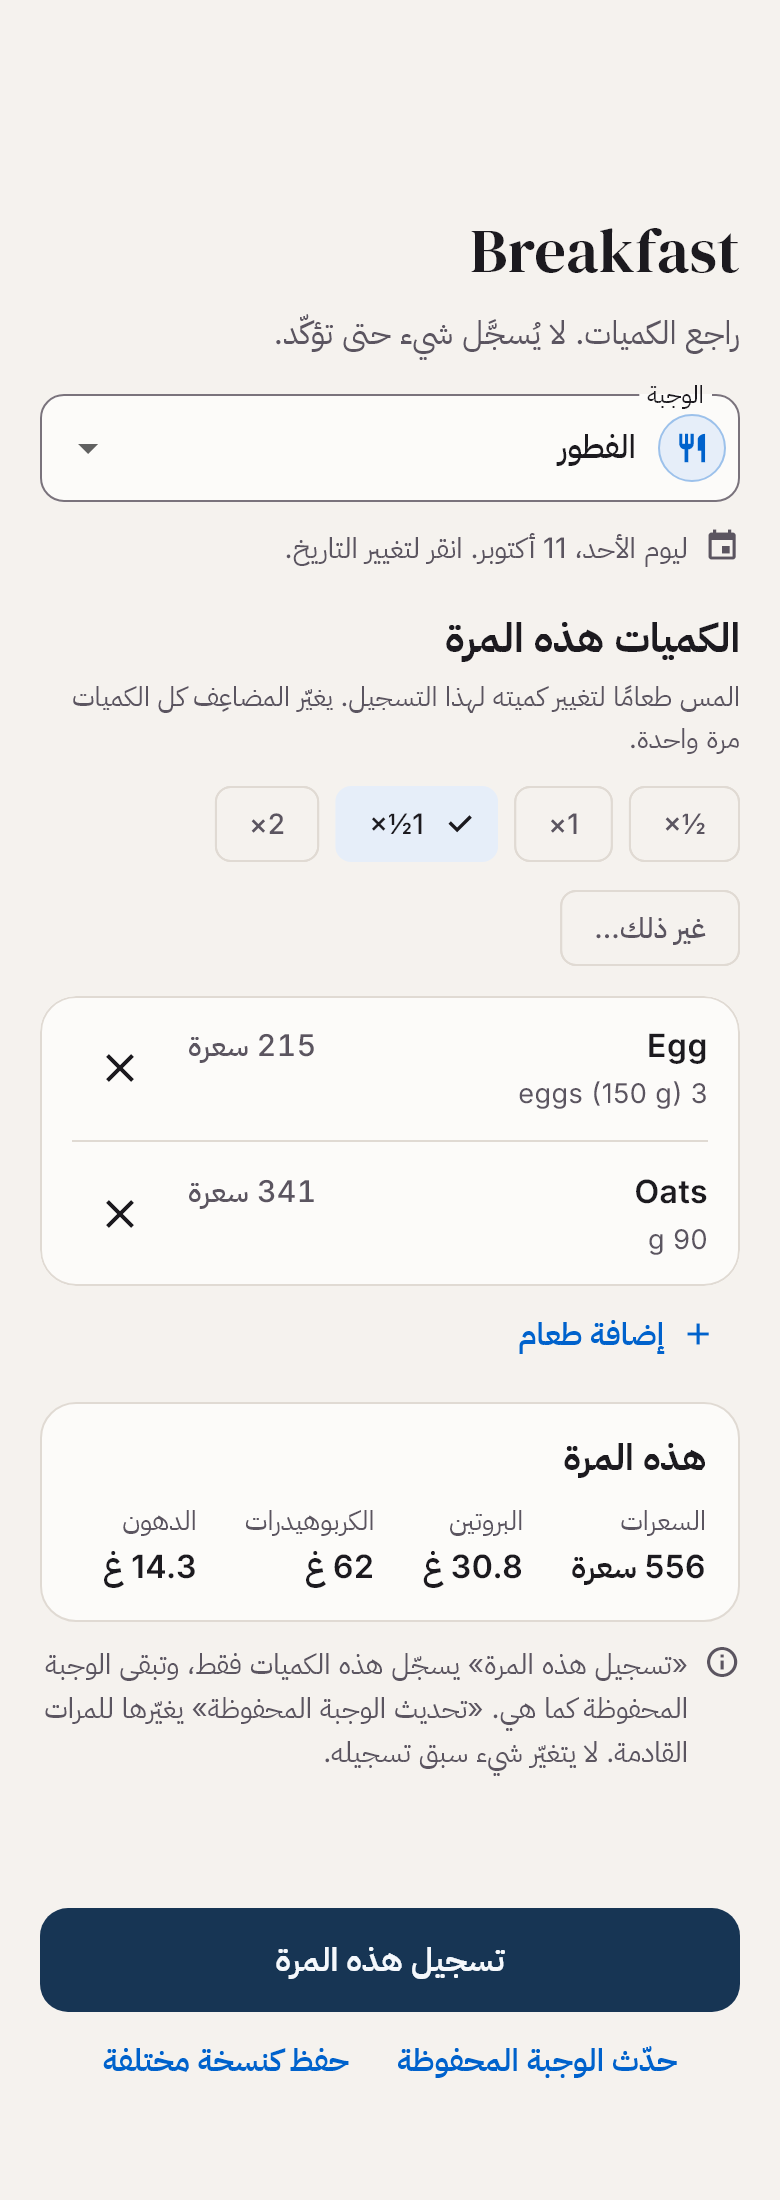 Breakfast
راجع الكميات. لا يُسجَّل شيء حتى تؤكّد.
الوجبة
الفطور
ليوم الأحد، 11 أكتوبر. انقر لتغيير التاريخ.
الكميات هذه المرة
المس طعامًا لتغيير كميته لهذا التسجيل. يغيّر المضاعِف كل الكميات
مرة واحدة.
×½
×1
×1½
×2
غير ذلك...
Egg
215 سعرة
3 eggs (150 g)
Oats
341 سعرة
90 g
إضافة طعام
هذه المرة
السعرات
البروتين
الكربوهيدرات
الدهون
556 سعرة
30.8 غ
62 غ
14.3 غ
«تسجيل هذه المرة» يسجّل هذه الكميات فقط، وتبقى الوجبة
المحفوظة كما هي. «تحديث الوجبة المحفوظة» يغيّرها للمرات
القادمة. لا يتغيّر شيء سبق تسجيله.
تسجيل هذه المرة
حدّث الوجبة المحفوظة
حفظ كنسخة مختلفة